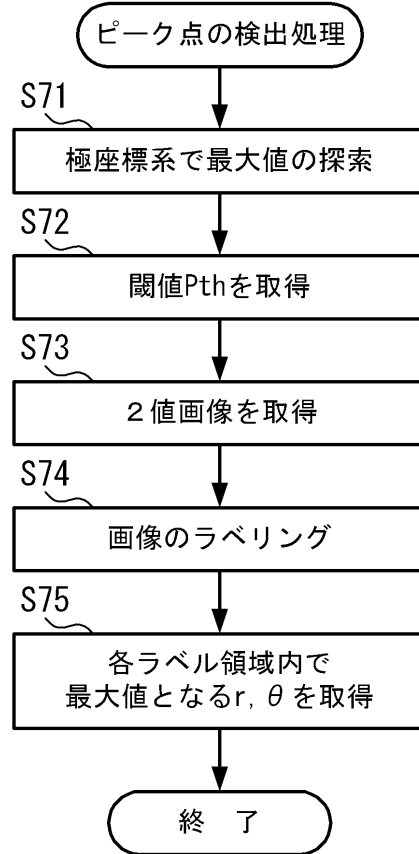 ピーク点の検出処理
S71
極座標系で最大値の探索
S72
閾値Pthを取得
S73
２値画像を取得
S74
画像のラベリング
S75
各ラベル領域内で
最大値となるr, θを取得
終　了